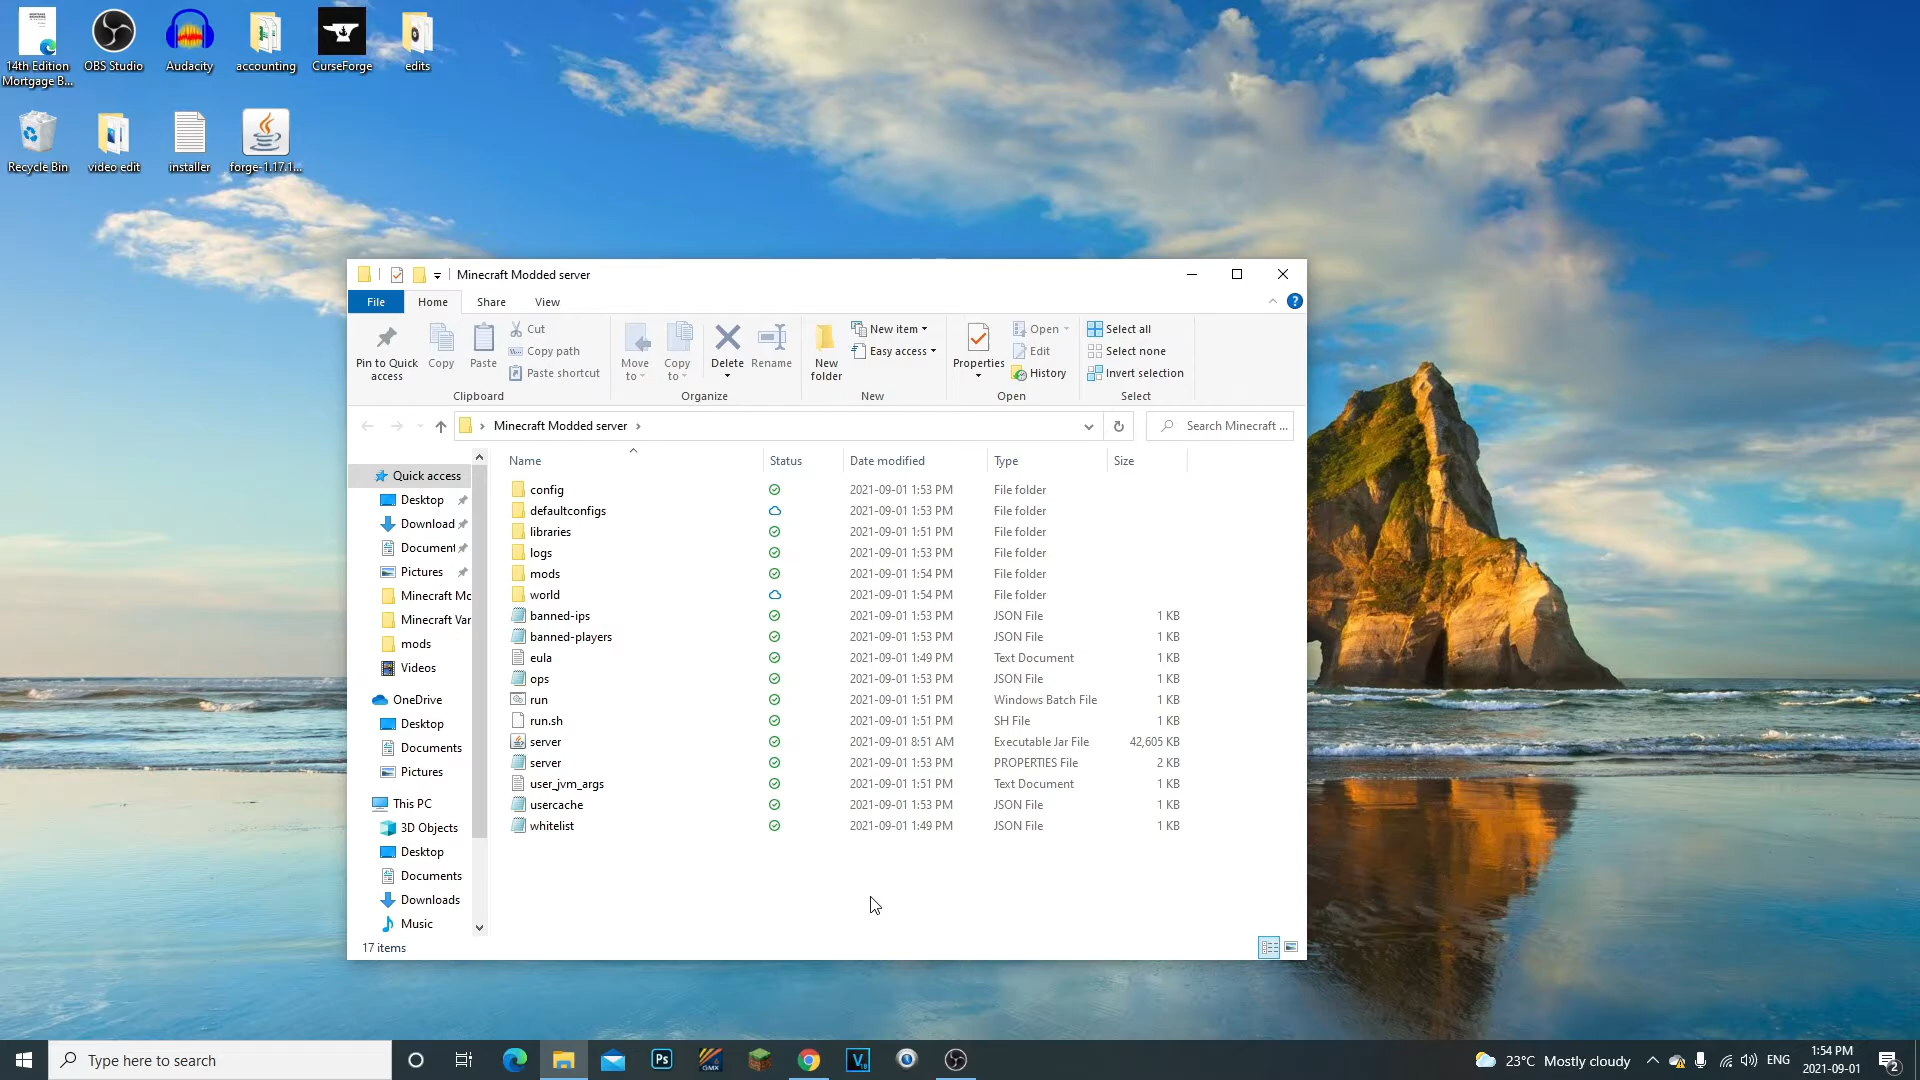 14th Edition
Mortgage B...
OBS Studio
Audacity
accounting
CurseForge
edits
Recycle Bin
video edit
installer
forge-1.17.1...
Minecraft Modded server
File
Home
Share
View
Pin to Quick
access
Copy
Paste
Cut
Copy path
Paste shortcut
Clipboard
Move
to
Copy
to
Delete
Rename
Organize
New
folder
New item
Easy access
New
Properties
Open
Edit
History
Open
Select all
Select none
Invert selection
Select
Minecraft Modded server
Search Minecraft ...
Quick access
Desktop
Download
Document
Pictures
Minecraft Mo
Minecraft Var
mods
Videos
OneDrive
Desktop
Documents
Pictures
This PC
3D Objects
Desktop
Documents
Downloads
Music
Name Status Date modified Type Size
config 2021-09-01 1:53 PM File folder
defaultconfigs 2021-09-01 1:53 PM File folder
libraries 2021-09-01 1:51 PM File folder
logs 2021-09-01 1:53 PM File folder
mods 2021-09-01 1:54 PM File folder
world 2021-09-01 1:54 PM File folder
banned-ips 2021-09-01 1:53 PM JSON File 1 KB
banned-players 2021-09-01 1:53 PM JSON File 1 KB
eula 2021-09-01 1:49 PM Text Document 1 KB
ops 2021-09-01 1:53 PM JSON File 1 KB
run 2021-09-01 1:51 PM Windows Batch File 1 KB
run.sh 2021-09-01 1:51 PM SH File 1 KB
server 2021-09-01 8:51 AM Executable Jar File 42,605 KB
server 2021-09-01 1:53 PM PROPERTIES File 2 KB
user_jvm_args 2021-09-01 1:51 PM Text Document 1 KB
usercache 2021-09-01 1:53 PM JSON File 1 KB
whitelist 2021-09-01 1:49 PM JSON File 1 KB
17 items
Type here to search
Ps
GMX
V
23°C Mostly cloudy
ENG
1:54 PM
2021-09-01
2